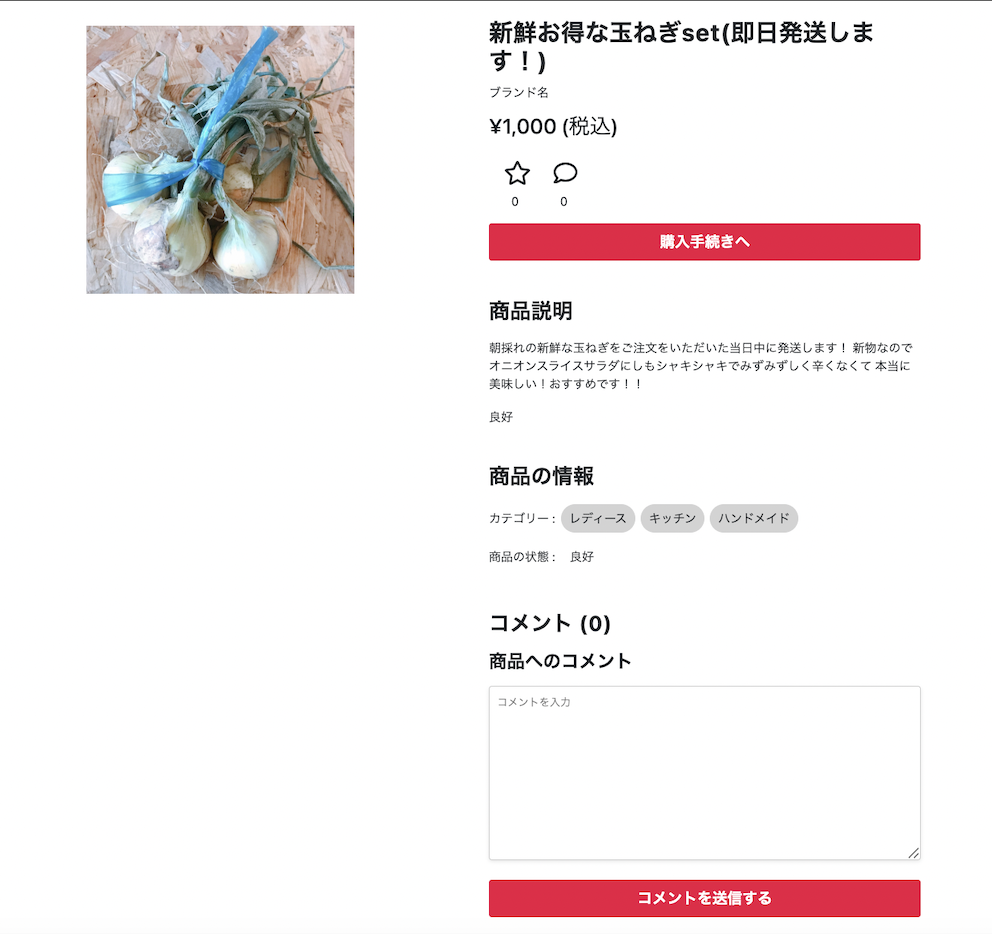 新鮮お得な玉ねぎset(即日発送しま
す！)
ブランド名
¥1,000 (税込)
0 0
購入手続きへ
商品説明
朝採れの新鮮な玉ねぎをご注文をいただいた当日中に発送します！ 新物なので
オニオンスライスサラダにしもシャキシャキでみずみずしく辛くなくて 本当に
美味しい！おすすめです！！
良好
商品の情報
カテゴリー : レディース キッチン ハンドメイド
商品の状態 : 良好
コメント (0)
商品へのコメント
コメントを入力
コメントを送信する